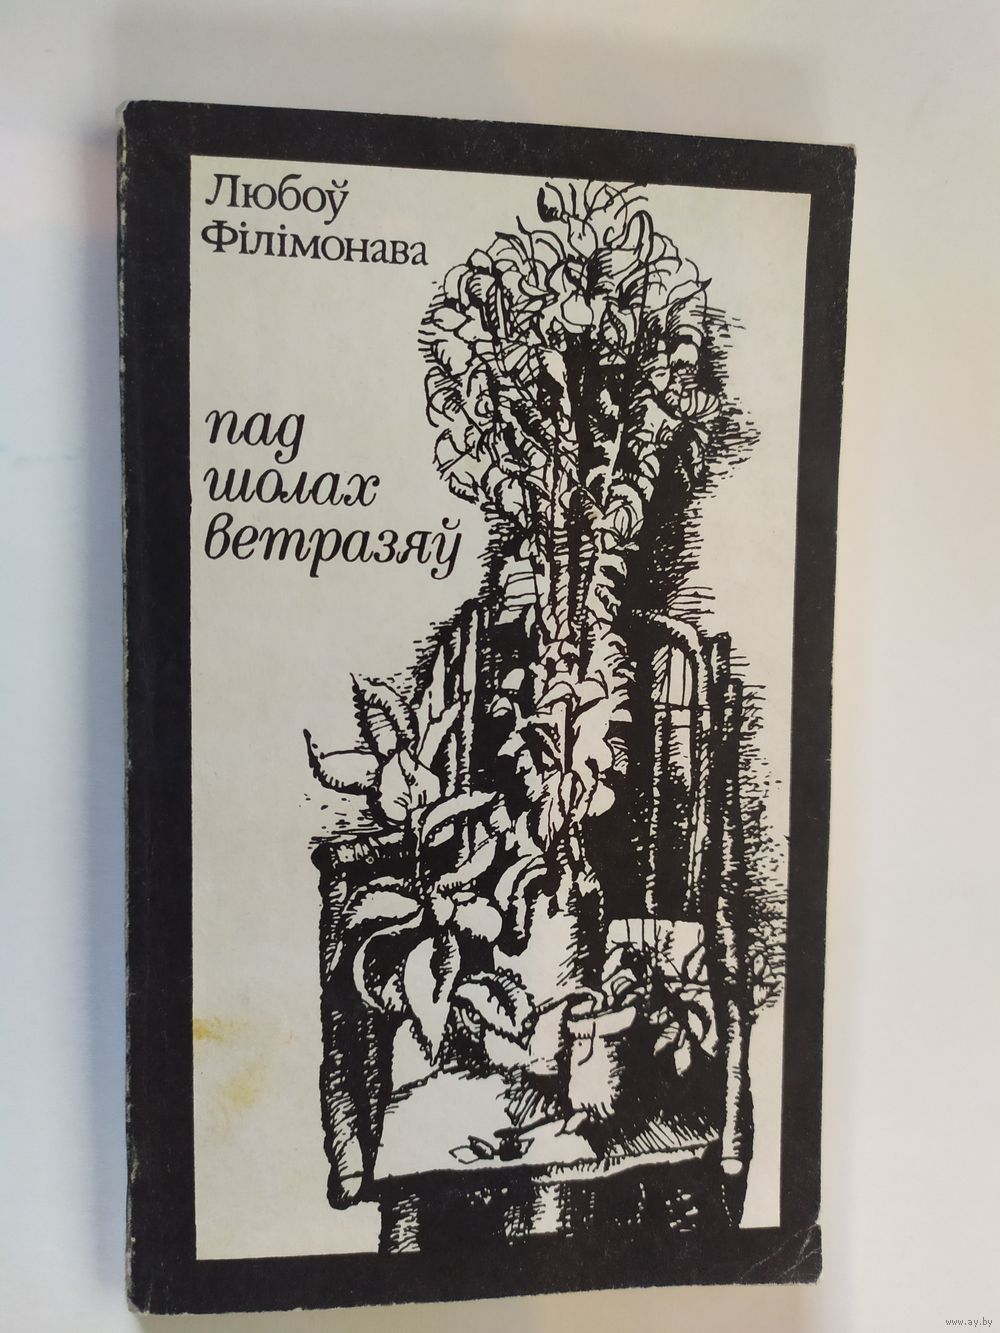 Любоў
Філімонава
пад
шолах
ветразяў
www.ay.by